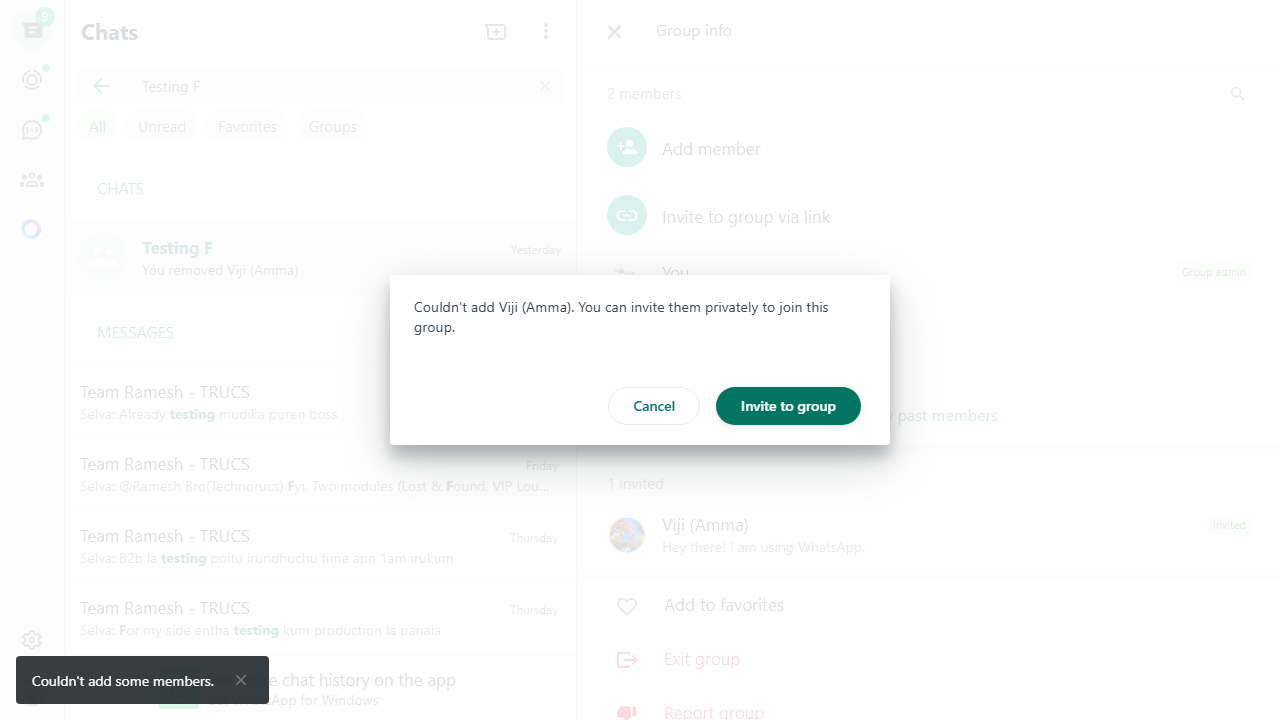 9
Chats
Testing F
All
Unread
Favorites
Groups
CHATS
Testing F
Yesterday
You removed Viji (Amma)
MESSAGES
Team Ramesh - TRUCS
Selva: Already testing mudika poren boss
Team Ramesh - TRUCS
Friday
Selva: @Ramesh Bro(Technorucs) Fyi. Two modules (Lost & Found, VIP Lou...
Team Ramesh - TRUCS
Thursday
Selva: B2b la testing poitu irundhuchu time apo 1am irukum
Team Ramesh - TRUCS
Thursday
Selva: For my side entha testing kum production la panala
chat history on the app
App for Windows
Couldn't add some members.
Group info
2 members
Add member
Invite to group via link
You
Group admin
Couldn't add Viji (Amma). You can invite them privately to join this
group.
Cancel
Invite to group
past members
1 invited
Viji (Amma)
invited
Hey there! I am using WhatsApp.
Add to favorites
Exit group
Report group